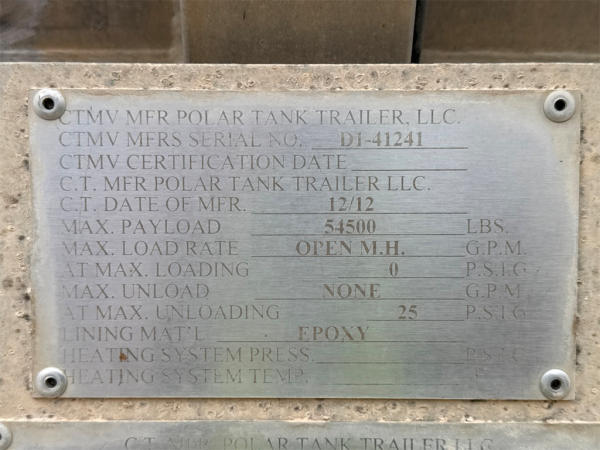 CTMV MFR POLAR TANK TRAILER, LLC.
CTMV MFRS SERIAL NO. D1-41241
CTMV CERTIFICATION DATE
C.T. MFR POLAR TANK TRAILER LLC.
C.T. DATE OF MFR. 12/12
MAX. PAYLOAD 54500 LBS.
MAX. LOAD RATE OPEN M.H. G.P.M.
AT MAX. LOADING 0 P.S.I.G
MAX. UNLOAD NONE G.P.M
AT MAX. UNLOADING 25 P.S.I.G
LINING MAT'L EPOXY
HEATING SYSTEM PRESS. P.S.I.G
HEATING SYSTEM TEMP.
C.T. MFR. POLAR TANK TRAILER LLC